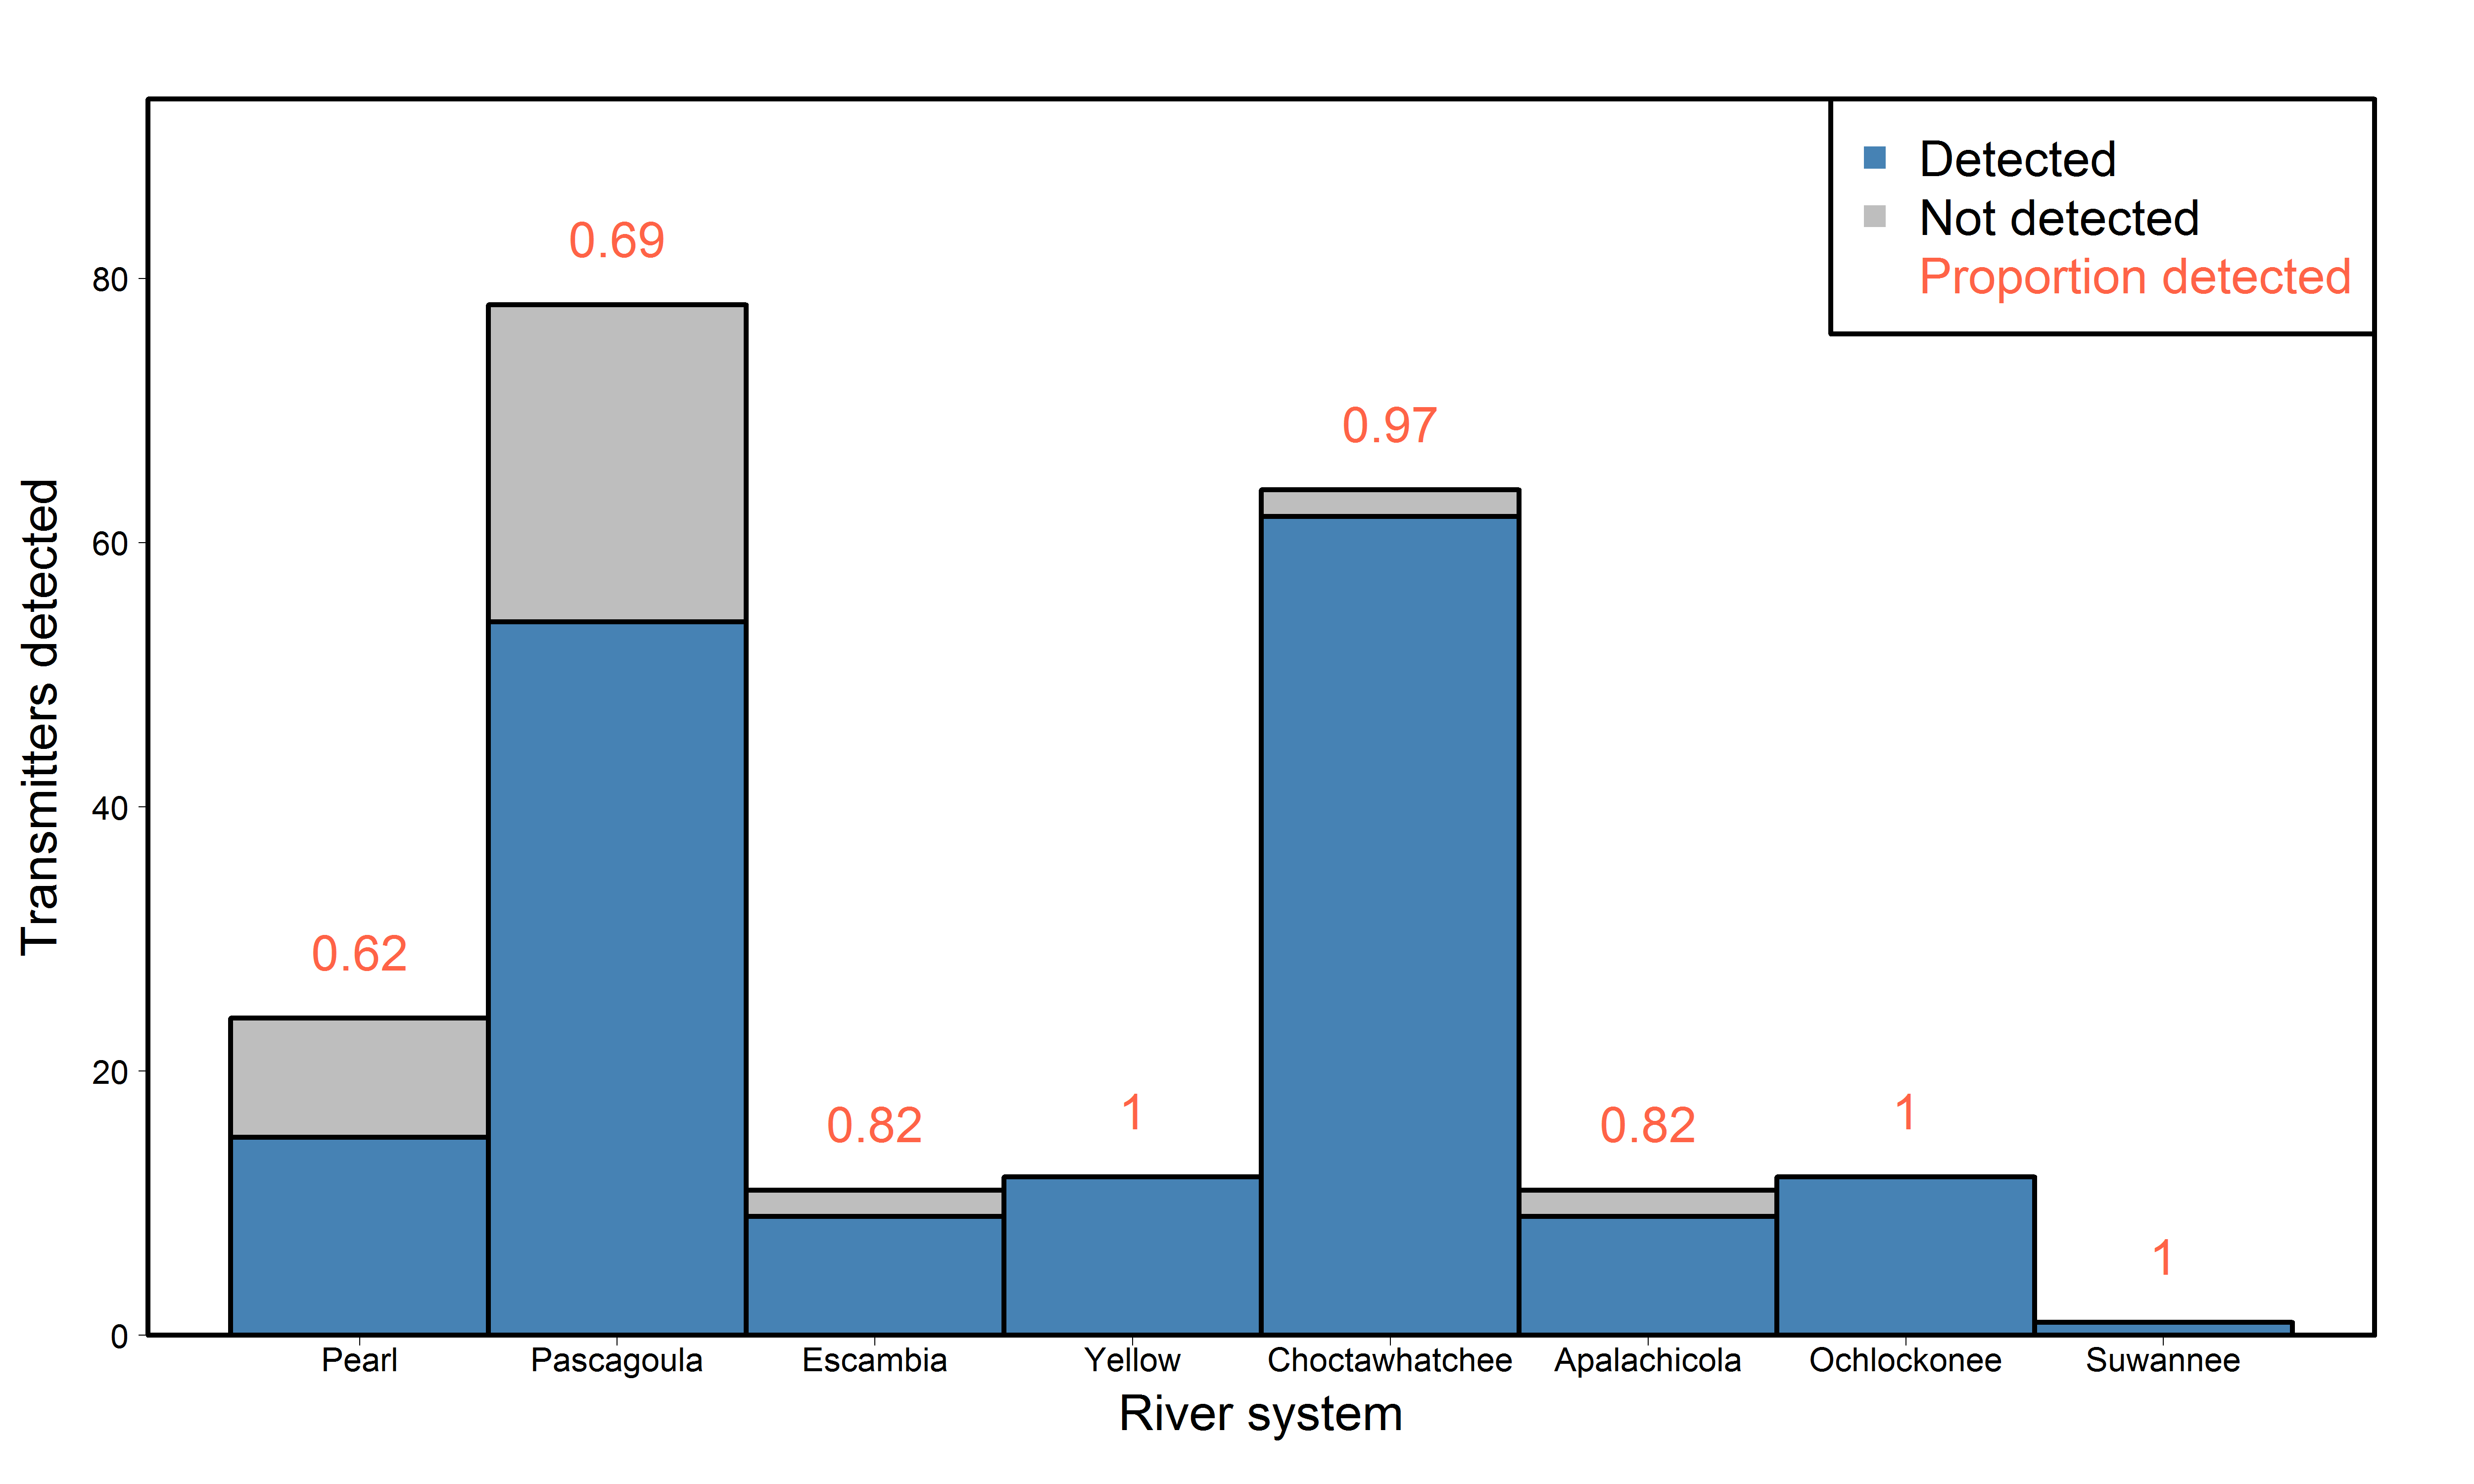 Detected
Not detected
Proportion detected
0.69
0.97
0.62
0.82
1
0.82
1
1
Transmitters detected
80
60
40
20
0
Pearl Pascagoula Escambia Yellow Choctawhatchee Apalachicola Ochlockonee Suwannee
River system